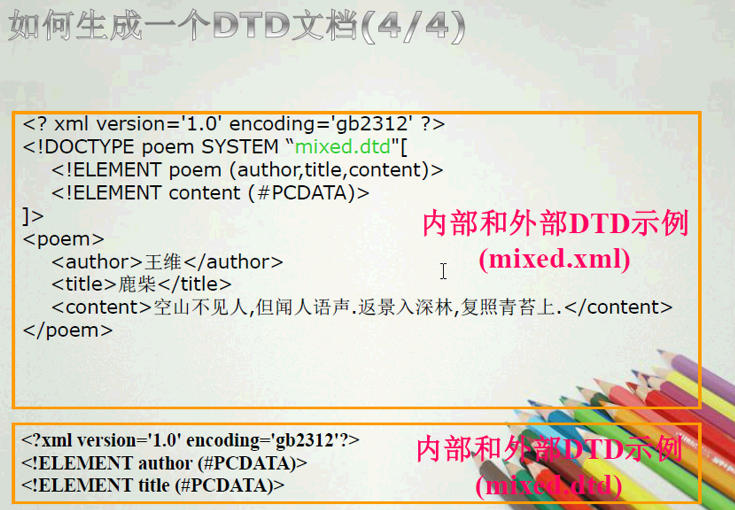 如何生成一个DTD文档(4/4)
<? xml version='1.0' encoding='gb2312' ?>
<!DOCTYPE poem SYSTEM “mixed.dtd"[
<!ELEMENT poem (author,title,content)>
<!ELEMENT content (#PCDATA)>
]>
<poem>
<author>王维</author>
<title>鹿柴</title>
<content>空山不见人,但闻人语声.返景入深林,复照青苔上.</content>
</poem>
内部和外部DTD示例
(mixed.xml)
<?xml version='1.0' encoding='gb2312'?>
<!ELEMENT author (#PCDATA)>
<!ELEMENT title (#PCDATA)>
内部和外部DTD示例
(mixed.dtd)